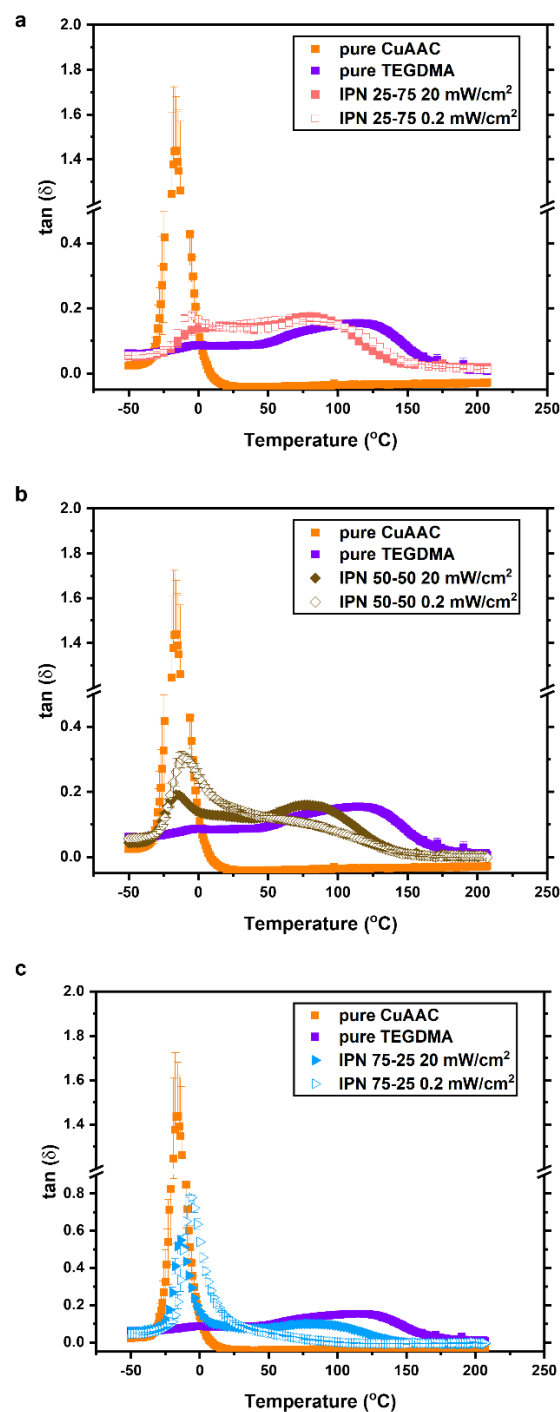 a
2.0
1.8
1.6
1.4
0.4
0.2
0.0
tan (δ)
pure CuAAC
pure TEGDMA
IPN 25-75 20 mW/cm²
IPN 25-75 0.2 mW/cm²
-50 0 50 100 150 200 250
Temperature (°C)
b
2.0
1.8
1.6
1.4
0.4
0.2
0.0
tan (δ)
pure CuAAC
pure TEGDMA
IPN 50-50 20 mW/cm²
IPN 50-50 0.2 mW/cm²
-50 0 50 100 150 200 250
Temperature (°C)
c
2.0
1.8
1.6
1.4
1.2
0.8
0.6
0.4
0.2
0.0
tan (δ)
pure CuAAC
pure TEGDMA
IPN 75-25 20 mW/cm²
IPN 75-25 0.2 mW/cm²
-50 0 50 100 150 200 250
Temperature (°C)